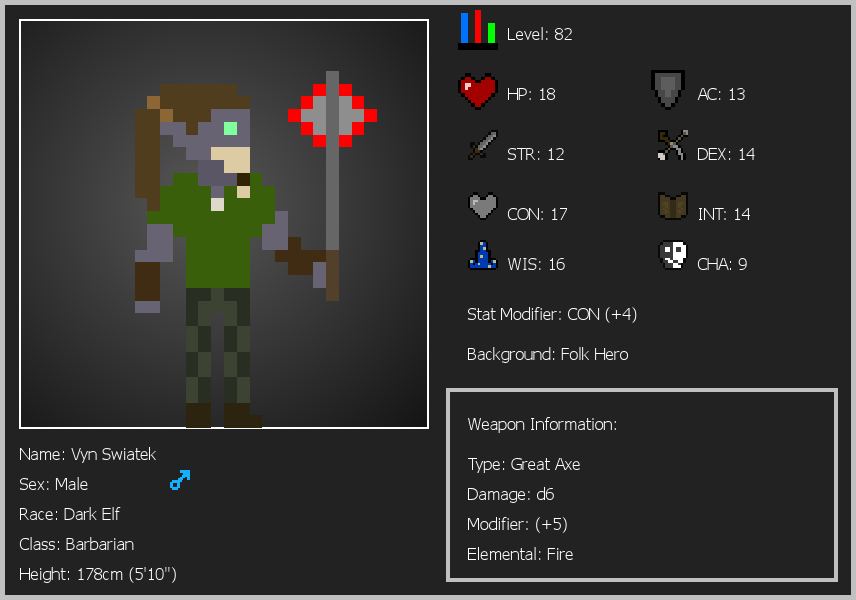 Level: 82
HP: 18
AC: 13
STR: 12
DEX: 14
CON: 17
INT: 14
WIS: 16
CHA: 9
Stat Modifier: CON (+4)
Background: Folk Hero
Weapon Information:
Type: Great Axe
Damage: d6
Modifier: (+5)
Elemental: Fire
Name: Vyn Swiatek
Sex: Male
Race: Dark Elf
Class: Barbarian
Height: 178cm (5'10")